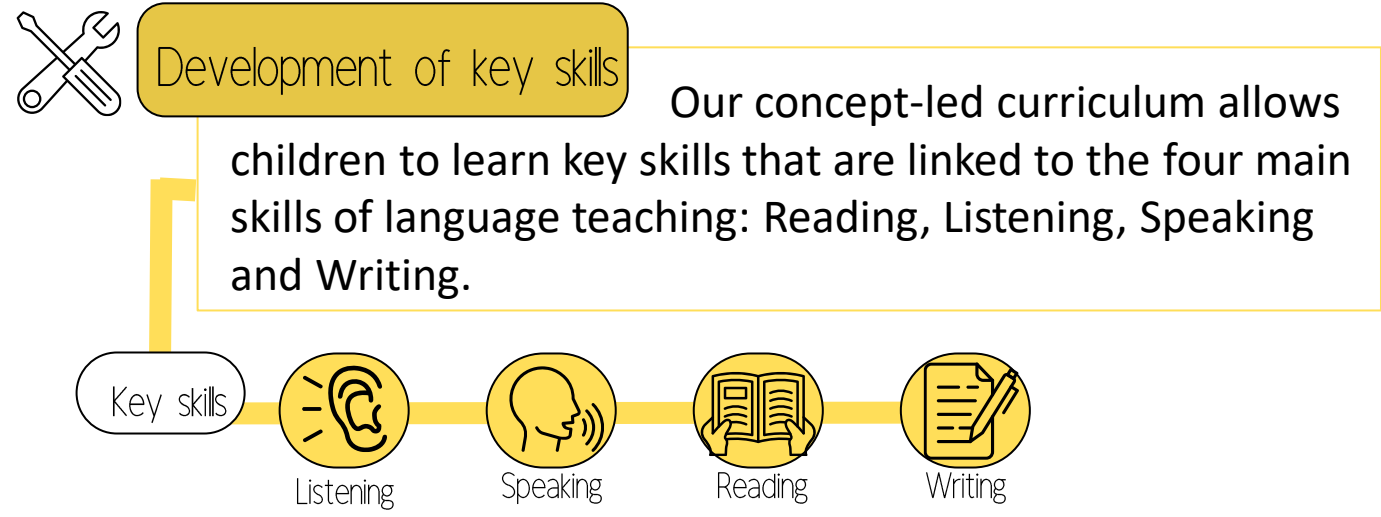 Development of key skills
Our concept-led curriculum allows
children to learn key skills that are linked to the four main
skills of language teaching: Reading, Listening, Speaking
and Writing.
Key skills
Listening
Speaking
Reading
Writing